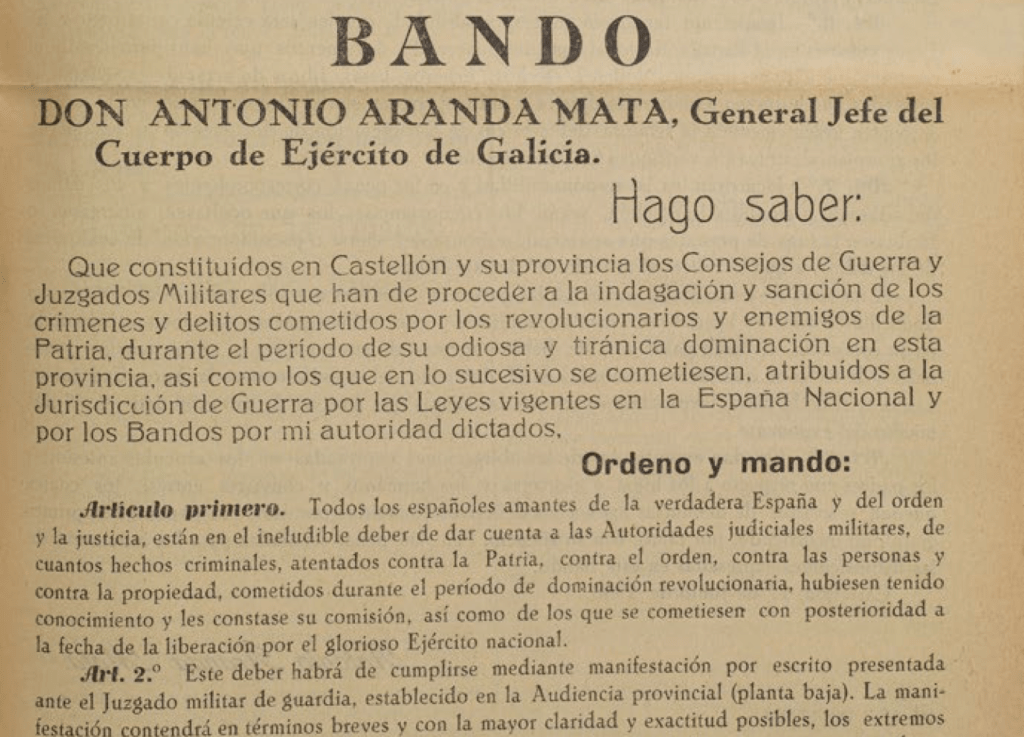 BANDO
DON ANTONIO ARANDA MATA, General Jefe del
Cuerpo de Ejército de Galicia.
Hago saber:
Que constituídos en Castellón y su provincia los Consejos de Guerra y
Juzgados Militares que han de proceder a la indagación y sanción de los
crimenes y delitos cometidos por los revolucionarios y enemigos de la
Patria, durante el período de su odiosa y tiránica dominación en esta
provincia, así como los que en lo sucesivo se cometiesen, atribuídos a la
Jurisdicción de Guerra por las Leyes vigentes en la España Nacional y
por los Bandos por mi autoridad dictados,
Ordeno y mando:
Artículo primero. Todos los españoles amantes de la verdadera España y del orden
y la justicia, están en el ineludible deber de dar cuenta a las Autoridades judiciales militares, de
cuantos hechos criminales, atentados contra la Patria, contra el orden, contra las personas y
contra la propiedad, cometidos durante el período de dominación revolucionaria, hubiesen tenido
conocimiento y les constase su comisión, así como de los que se cometiesen con posterioridad a
la fecha de la liberación por el glorioso Ejército nacional.
Art. 2.º Este deber habrá de cumplirse mediante manifestación por escrito presentada
ante el Juzgado militar de guardia, establecido en la Audiencia provincial (planta baja). La mani-
festación contendrá en términos breves y con la mayor claridad y exactitud posibles, los extremos